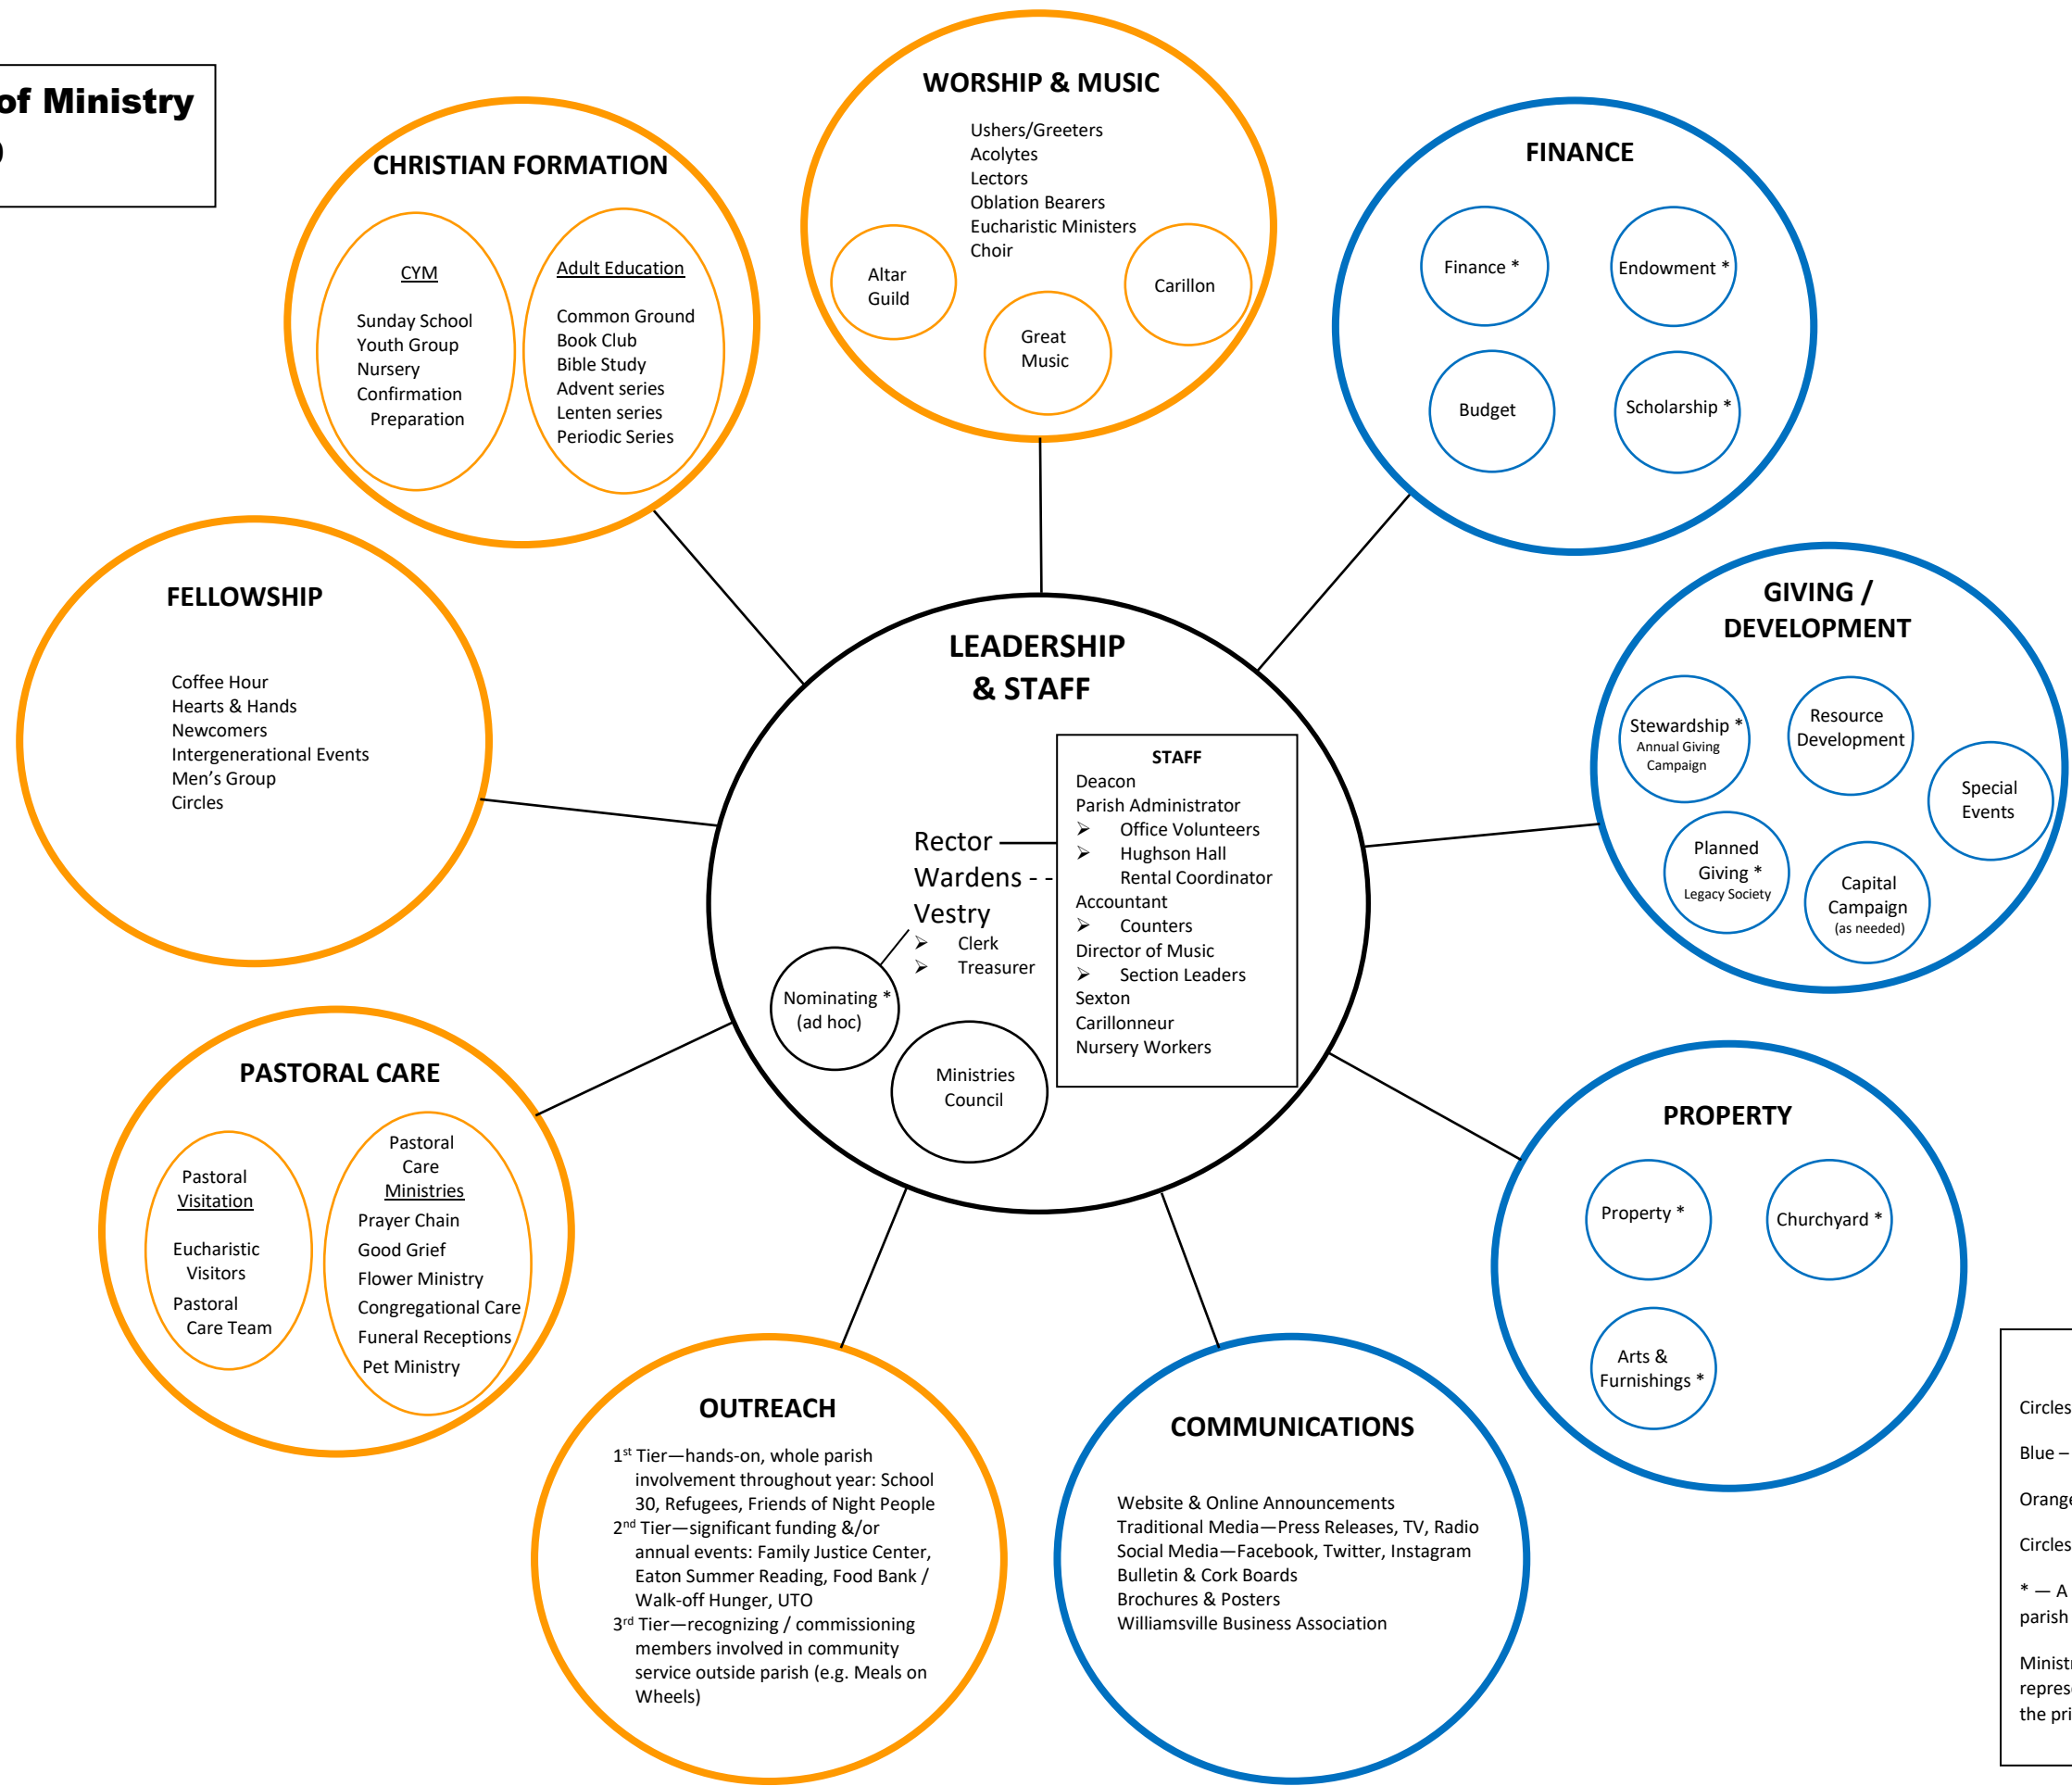 of Ministry
WORSHIP & MUSIC
Ushers/Greeters
Acolytes
Lectors
Oblation Bearers
Eucharistic Ministers
Choir
Altar
Guild
Great
Music
Carillon
CHRISTIAN FORMATION
CYM
Sunday School
Youth Group
Nursery
Confirmation
Preparation
Adult Education
Common Ground
Book Club
Bible Study
Advent series
Lenten series
Periodic Series
FINANCE
Finance *
Endowment *
Budget
Scholarship *
FELLOWSHIP
Coffee Hour
Hearts & Hands
Newcomers
Intergenerational Events
Men’s Group
Circles
GIVING /
DEVELOPMENT
Stewardship *
Annual Giving
Campaign
Resource
Development
Special
Events
Planned
Giving *
Legacy Society
Capital
Campaign
(as needed)
LEADERSHIP
& STAFF
Rector
Wardens - -
Vestry
➢ Clerk
➢ Treasurer
Nominating *
(ad hoc)
Ministries
Council
STAFF
Deacon
Parish Administrator
➢ Office Volunteers
➢ Hughson Hall
Rental Coordinator
Accountant
➢ Counters
Director of Music
➢ Section Leaders
Sexton
Carillonneur
Nursery Workers
PASTORAL CARE
Pastoral
Visitation
Eucharistic
Visitors
Pastoral
Care Team
Pastoral
Care
Ministries
Prayer Chain
Good Grief
Flower Ministry
Congregational Care
Funeral Receptions
Pet Ministry
PROPERTY
Property *
Churchyard *
Arts &
Furnishings *
OUTREACH
1st Tier—hands-on, whole parish
involvement throughout year: School
30, Refugees, Friends of Night People
2nd Tier—significant funding &/or
annual events: Family Justice Center,
Eaton Summer Reading, Food Bank /
Walk-off Hunger, UTO
3rd Tier—recognizing / commissioning
members involved in community
service outside parish (e.g. Meals on
Wheels)
COMMUNICATIONS
Website & Online Announcements
Traditional Media—Press Releases, TV, Radio
Social Media—Facebook, Twitter, Instagram
Bulletin & Cork Boards
Brochures & Posters
Williamsville Business Association
Circles
Blue –
Orange
Circles
* — A
parish
the